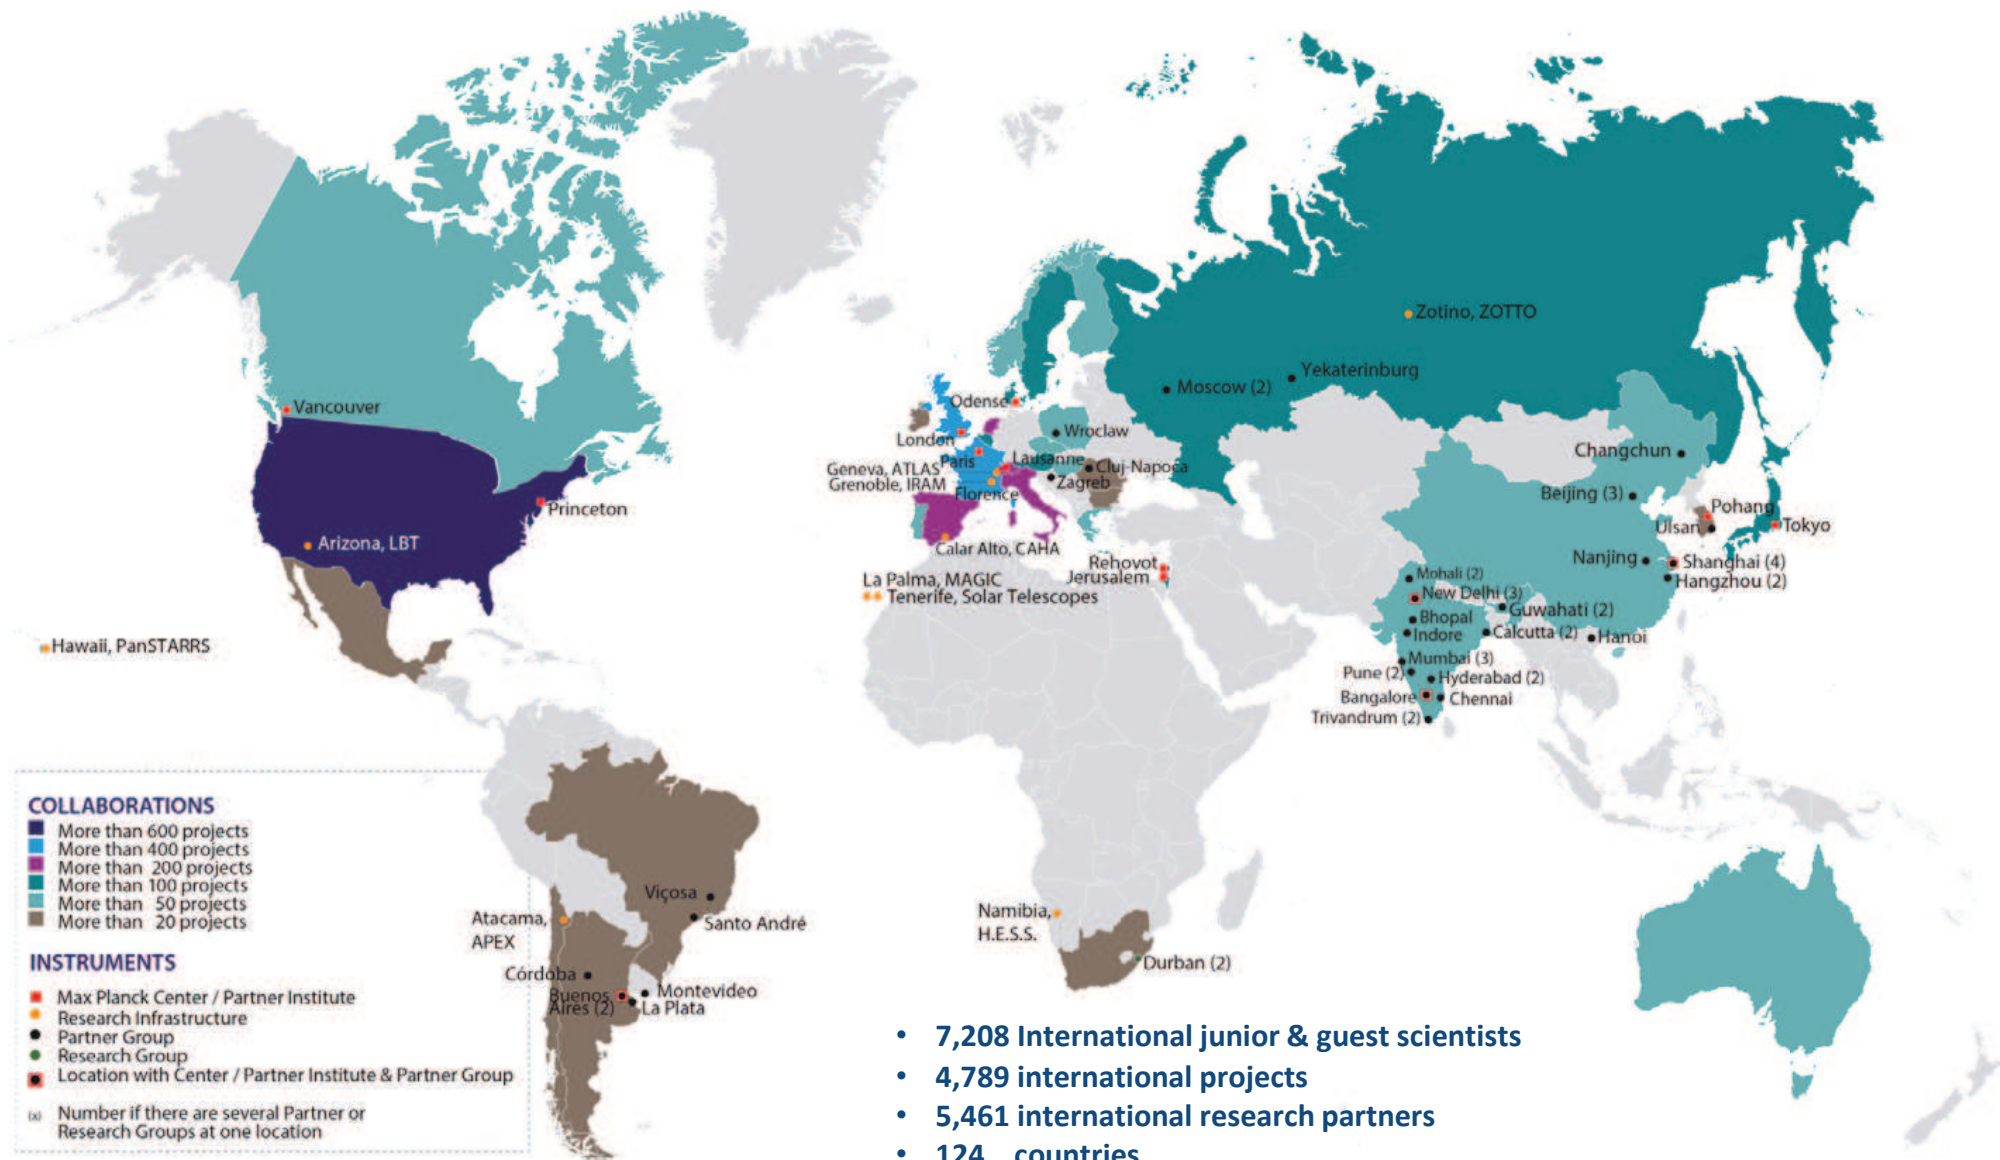 Vancouver
Princeton
Arizona, LBT
Hawaii, PanSTARRS
Zotino, ZOTTO
Yekaterinburg
Moscow (2)
Odense
London
Wroclaw
Paris
Lausanne
Cluj-Napoca
Geneva, ATLAS
Grenoble, IRAM
Florence
Zagreb
Calar Alto, CAHA
La Palma, MAGIC
Tenerife, Solar Telescopes
Rehovot
Jerusalem
Changchun
Beijing (3)
Pohang
Ulsan
Tokyo
Nanjing
Shanghai (4)
Hangzhou (2)
Mohali (2)
New Delhi (3)
Guwahati (2)
Bhopal
Indore
Calcutta (2)
Hanoi
Mumbai (3)
Pune (2)
Hyderabad (2)
Bangalore
Chennai
Trivandrum (2)
Viçosa
Santo André
Atacama,
APEX
Córdoba
Buenos
Aires (2)
Montevideo
La Plata
Namibia,
H.E.S.S.
Durban (2)
COLLABORATIONS
More than 600 projects
More than 400 projects
More than 200 projects
More than 100 projects
More than 50 projects
More than 20 projects
INSTRUMENTS
Max Planck Center / Partner Institute
Research Infrastructure
Partner Group
Research Group
Location with Center / Partner Institute & Partner Group
(x) Number if there are several Partner or
Research Groups at one location
• 7,208 International junior & guest scientists
• 4,789 international projects
• 5,461 international research partners
• 124 countries